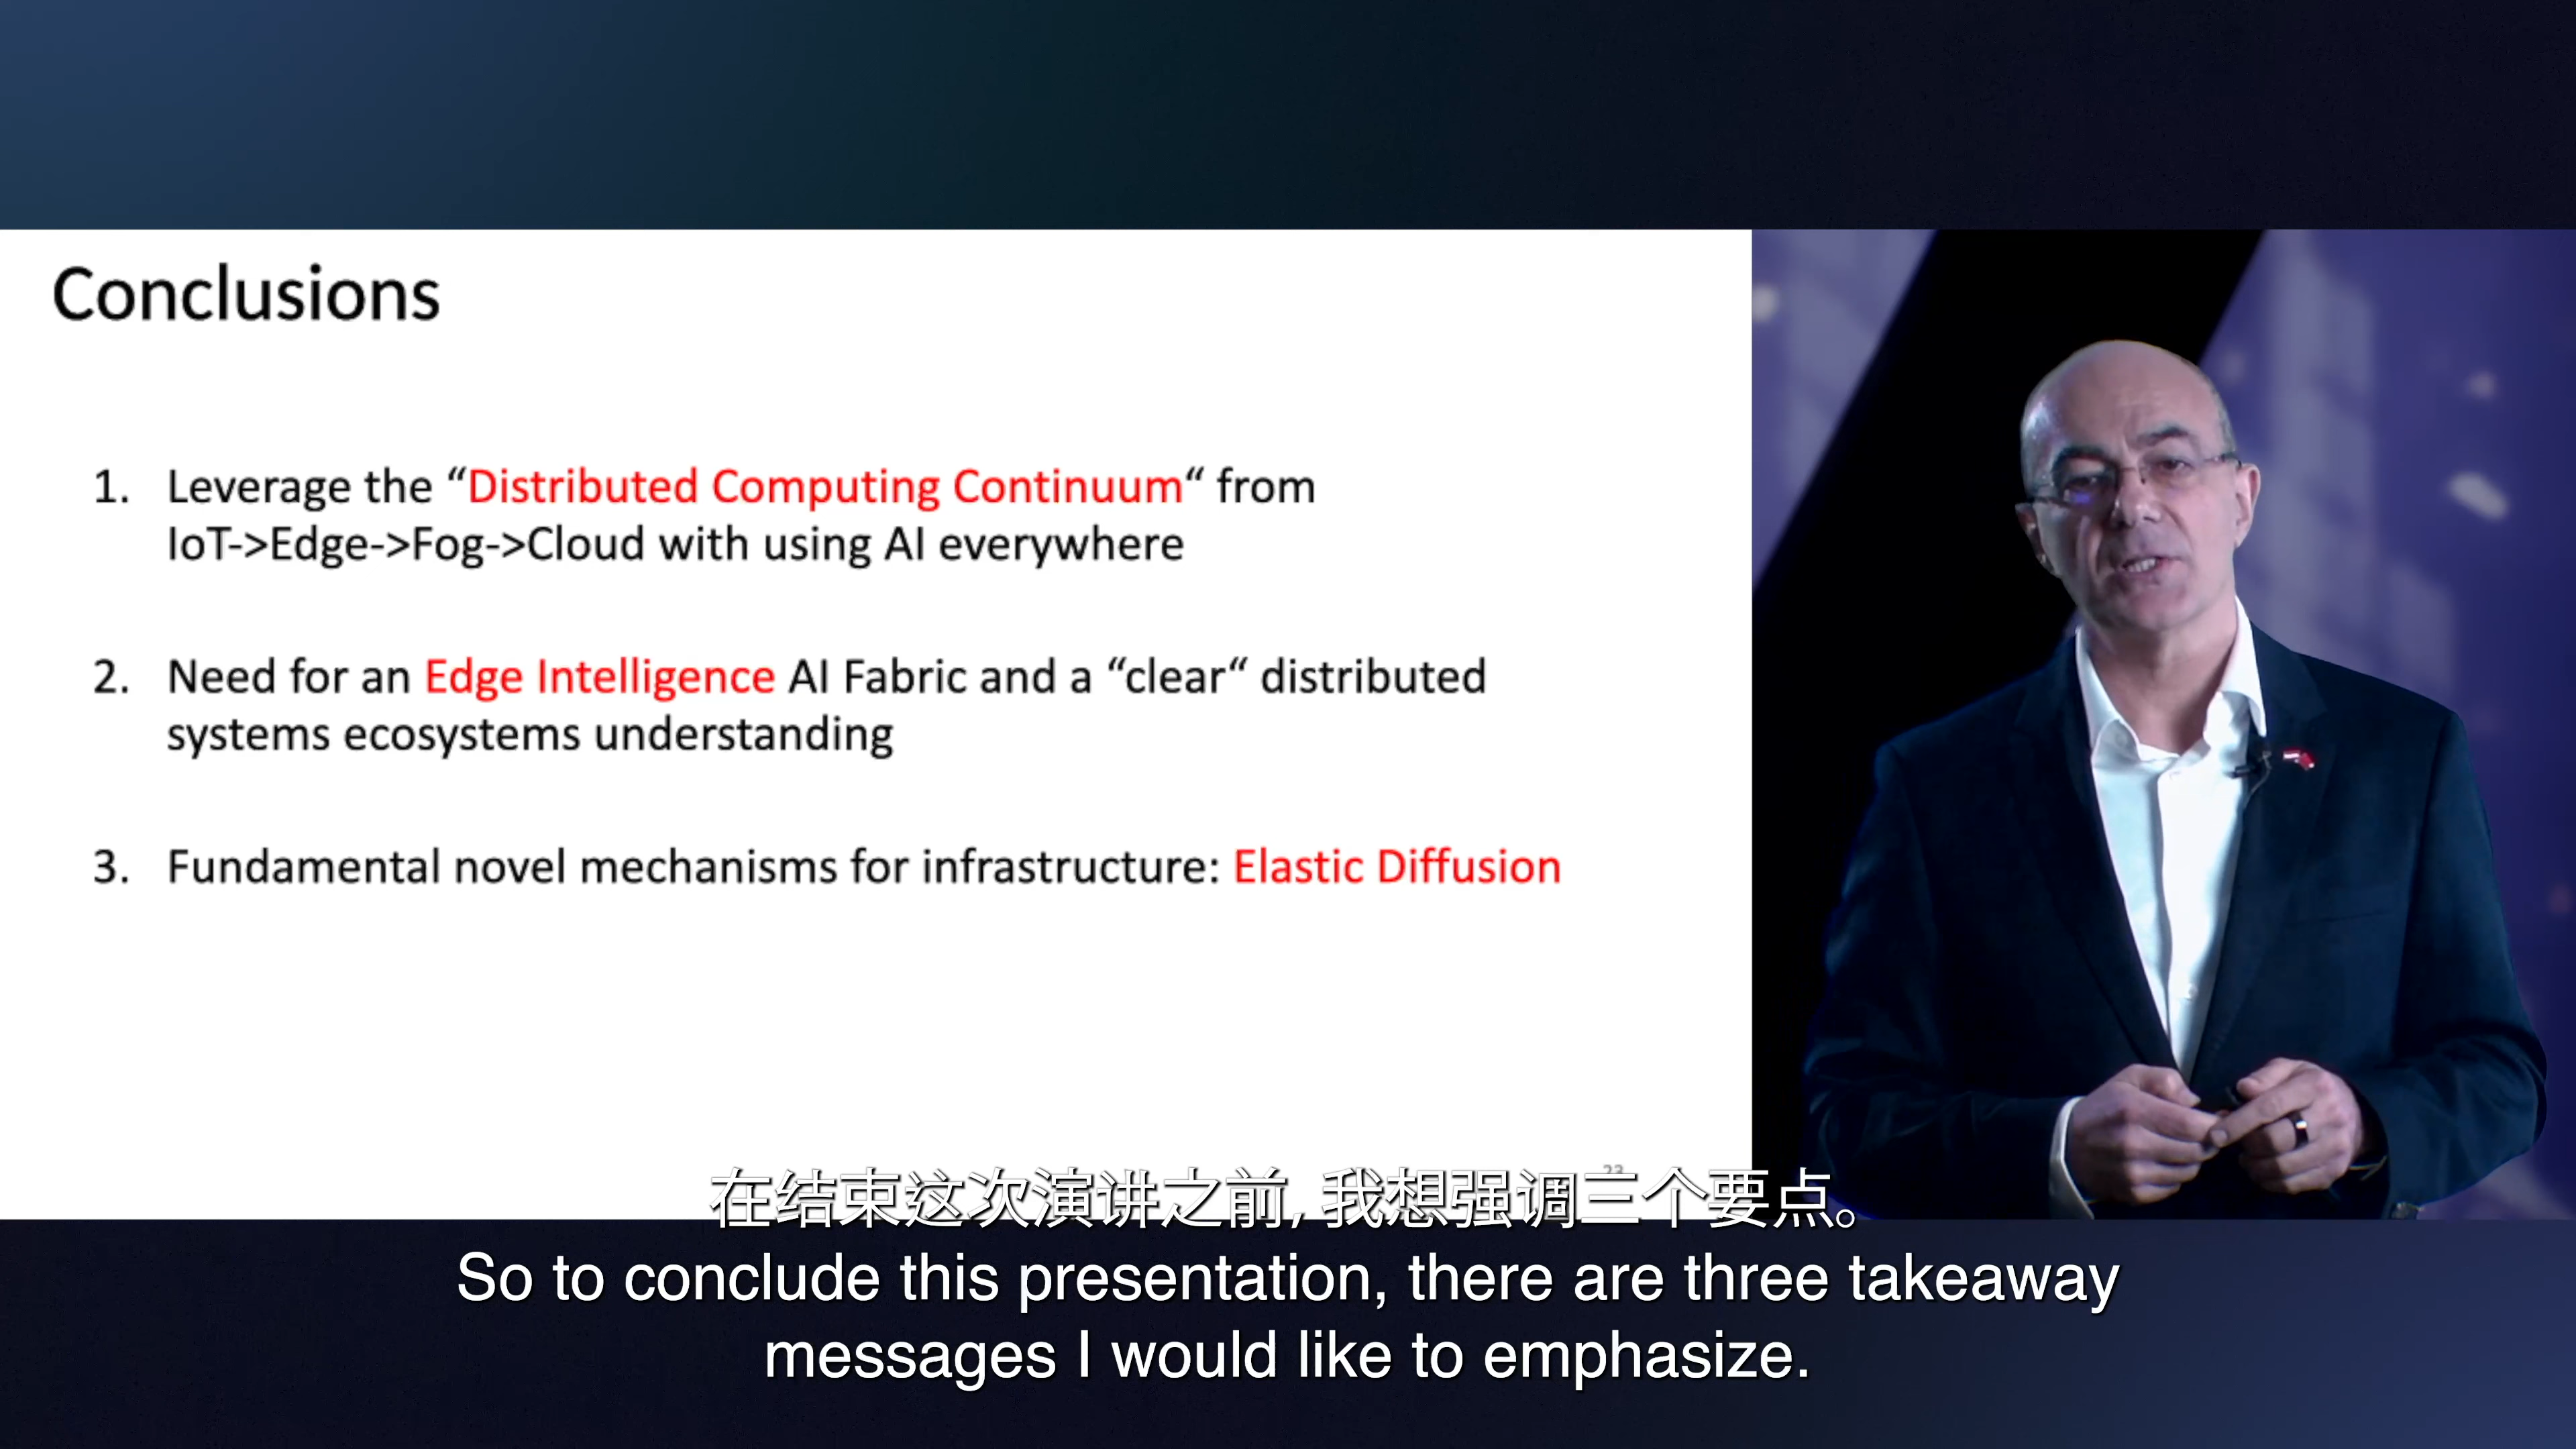 Conclusions
1. Leverage the “Distributed Computing Continuum“ from
IoT->Edge->Fog->Cloud with using AI everywhere
2. Need for an Edge Intelligence AI Fabric and a “clear“ distributed
systems ecosystems understanding
3. Fundamental novel mechanisms for infrastructure: Elastic Diffusion
23
在结束这次演讲之前, 我想强调三个要点。
So to conclude this presentation, there are three takeaway
messages I would like to emphasize.